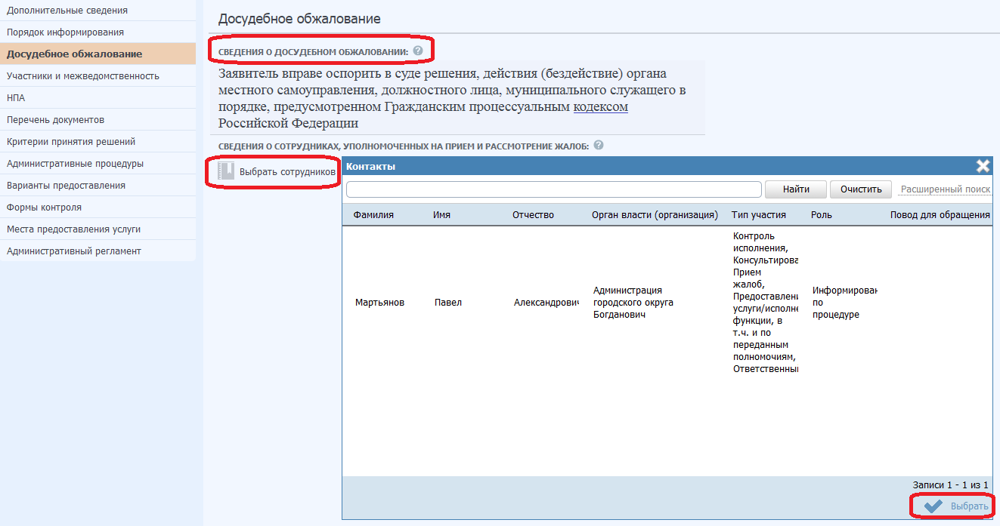 Дополнительные сведения
Порядок информирования
Досудебное обжалование
Участники и межведомственность
НПА
Перечень документов
Критерии принятия решений
Административные процедуры
Варианты предоставления
Формы контроля
Места предоставления услуги
Административный регламент
Досудебное обжалование
СВЕДЕНИЯ О ДОСУДЕБНОМ ОБЖАЛОВАНИИ: ?
Заявитель вправе оспорить в суде решения, действия (бездействие) органа
местного самоуправления, должностного лица, муниципального служащего в
порядке, предусмотренном Гражданским процессуальным кодексом
Российской Федерации
СВЕДЕНИЯ О СОТРУДНИКАХ, УПОЛНОМОЧЕННЫХ НА ПРИЕМ И РАССМОТРЕНИЕ ЖАЛОБ: ?
Выбрать сотрудников
Контакты
Найти Очистить Расширенный поиск
Фамилия Имя Отчество Орган власти (организация) Тип участия Роль Повод для обращения
Мартьянов
Павел
Александрович
Администрация
городского округа
Богданович
Контроль
исполнения,
Консультирова
Прием
жалоб,
Предоставлени
услуги/исполне
функции, в
т.ч. и по
переданным
полномочиям,
Ответственны
Информирован
по
процедуре
Записи 1 - 1 из 1
Выбрать